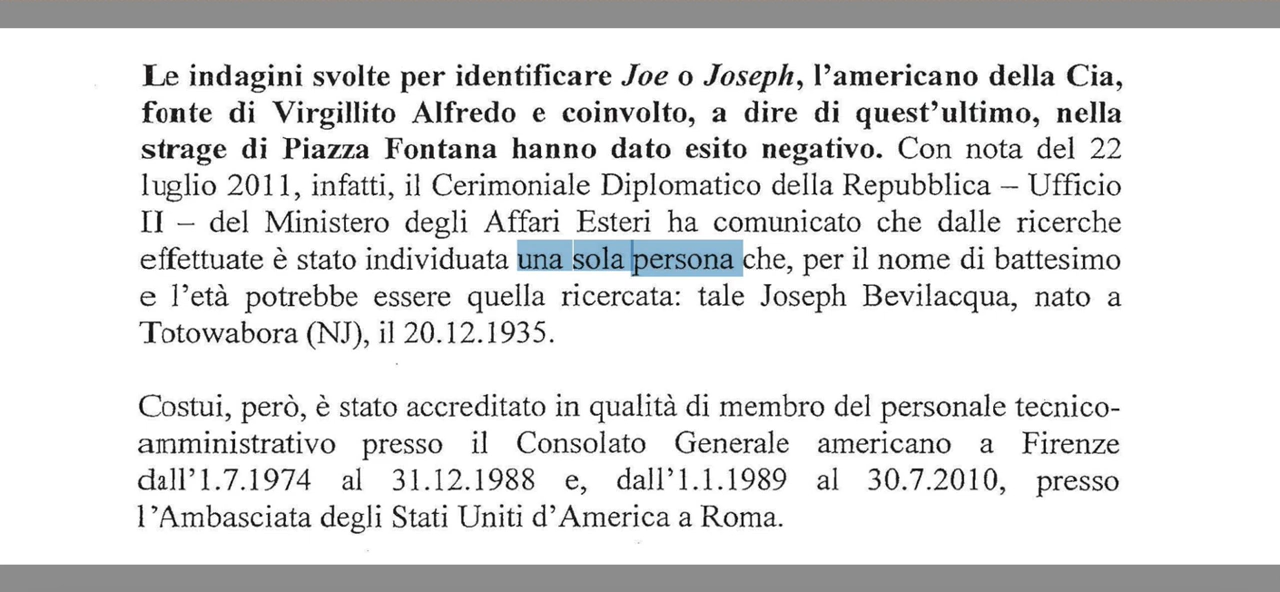 Le indagini svolte per identificare Joe o Joseph, l'americano della Cia,
fonte di Virgillito Alfredo e coinvolto, a dire di quest'ultimo, nella
strage di Piazza Fontana hanno dato esito negativo. Con nota del 22
luglio 2011, infatti, il Cerimoniale Diplomatico della Repubblica – Ufficio
II – del Ministero degli Affari Esteri ha comunicato che dalle ricerche
effettuate è stato individuata una sola persona che, per il nome di battesimo
e l'età potrebbe essere quella ricercata: tale Joseph Bevilacqua, nato a
Totowabora (NJ), il 20.12.1935.
Costui, però, è stato accreditato in qualità di membro del personale tecnico-
amministrativo presso il Consolato Generale americano a Firenze
dall'1.7.1974 al 31.12.1988 e, dall'1.1.1989 al 30.7.2010, presso
l'Ambasciata degli Stati Uniti d'America a Roma.